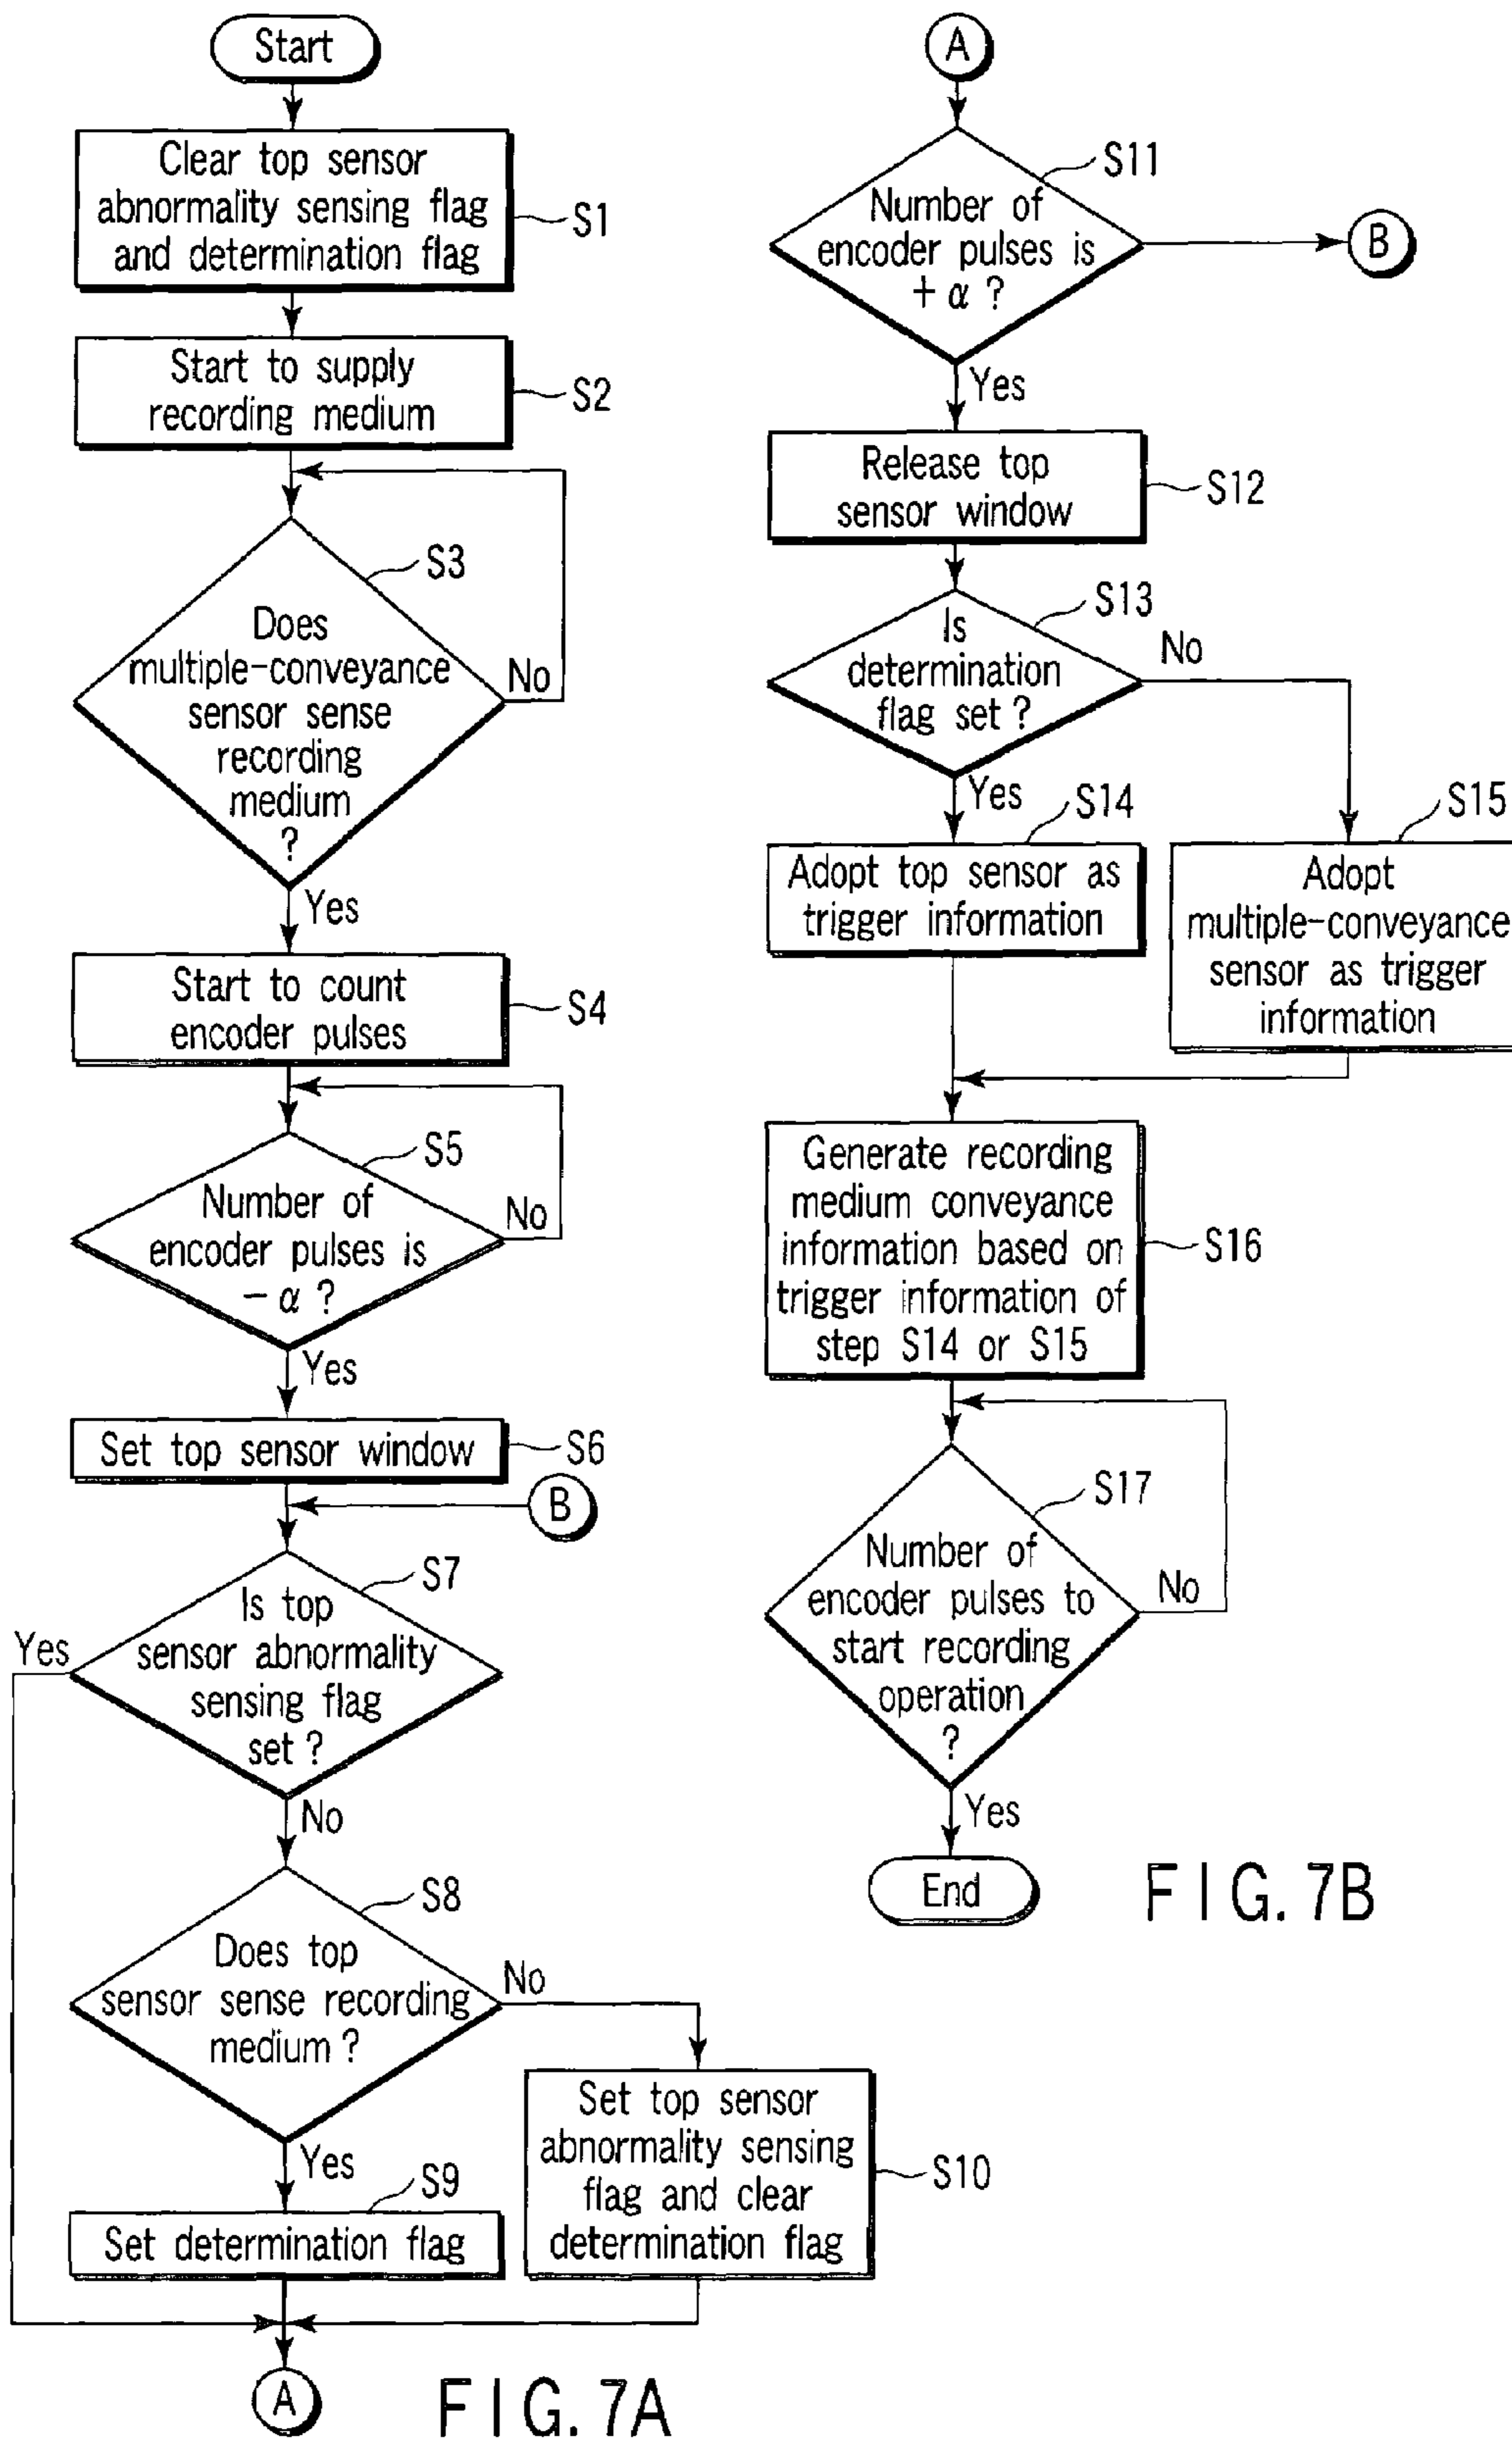 Start
Clear top sensor
abnormality sensing flag
and determination flag
S1
Start to supply
recording medium
S2
S3
Does
multiple-conveyance
sensor sense
recording
medium
?
No
Yes
Start to count
encoder pulses
S4
S5
Number of
encoder pulses is
− α ?
No
Yes
Set top sensor window
S6
B
S7
Is top
sensor abnormality
sensing flag
set ?
Yes
No
S8
Does top
sensor sense recording
medium ?
No
Yes
S9
Set determination flag
Set top sensor
abnormality sensing
flag and clear
determination flag
S10
A
FIG. 7A
A
S11
Number of
encoder pulses is
+ α ?
B
Yes
Release top
sensor window
S12
S13
Is
determination
flag set ?
No
Yes
S14
Adopt top sensor as
trigger information
S15
Adopt
multiple-conveyance
sensor as trigger
information
Generate recording
medium conveyance
information based on
trigger information of
step S14 or S15
S16
S17
Number of
encoder pulses to
start recording
operation
?
No
Yes
End
FIG. 7B